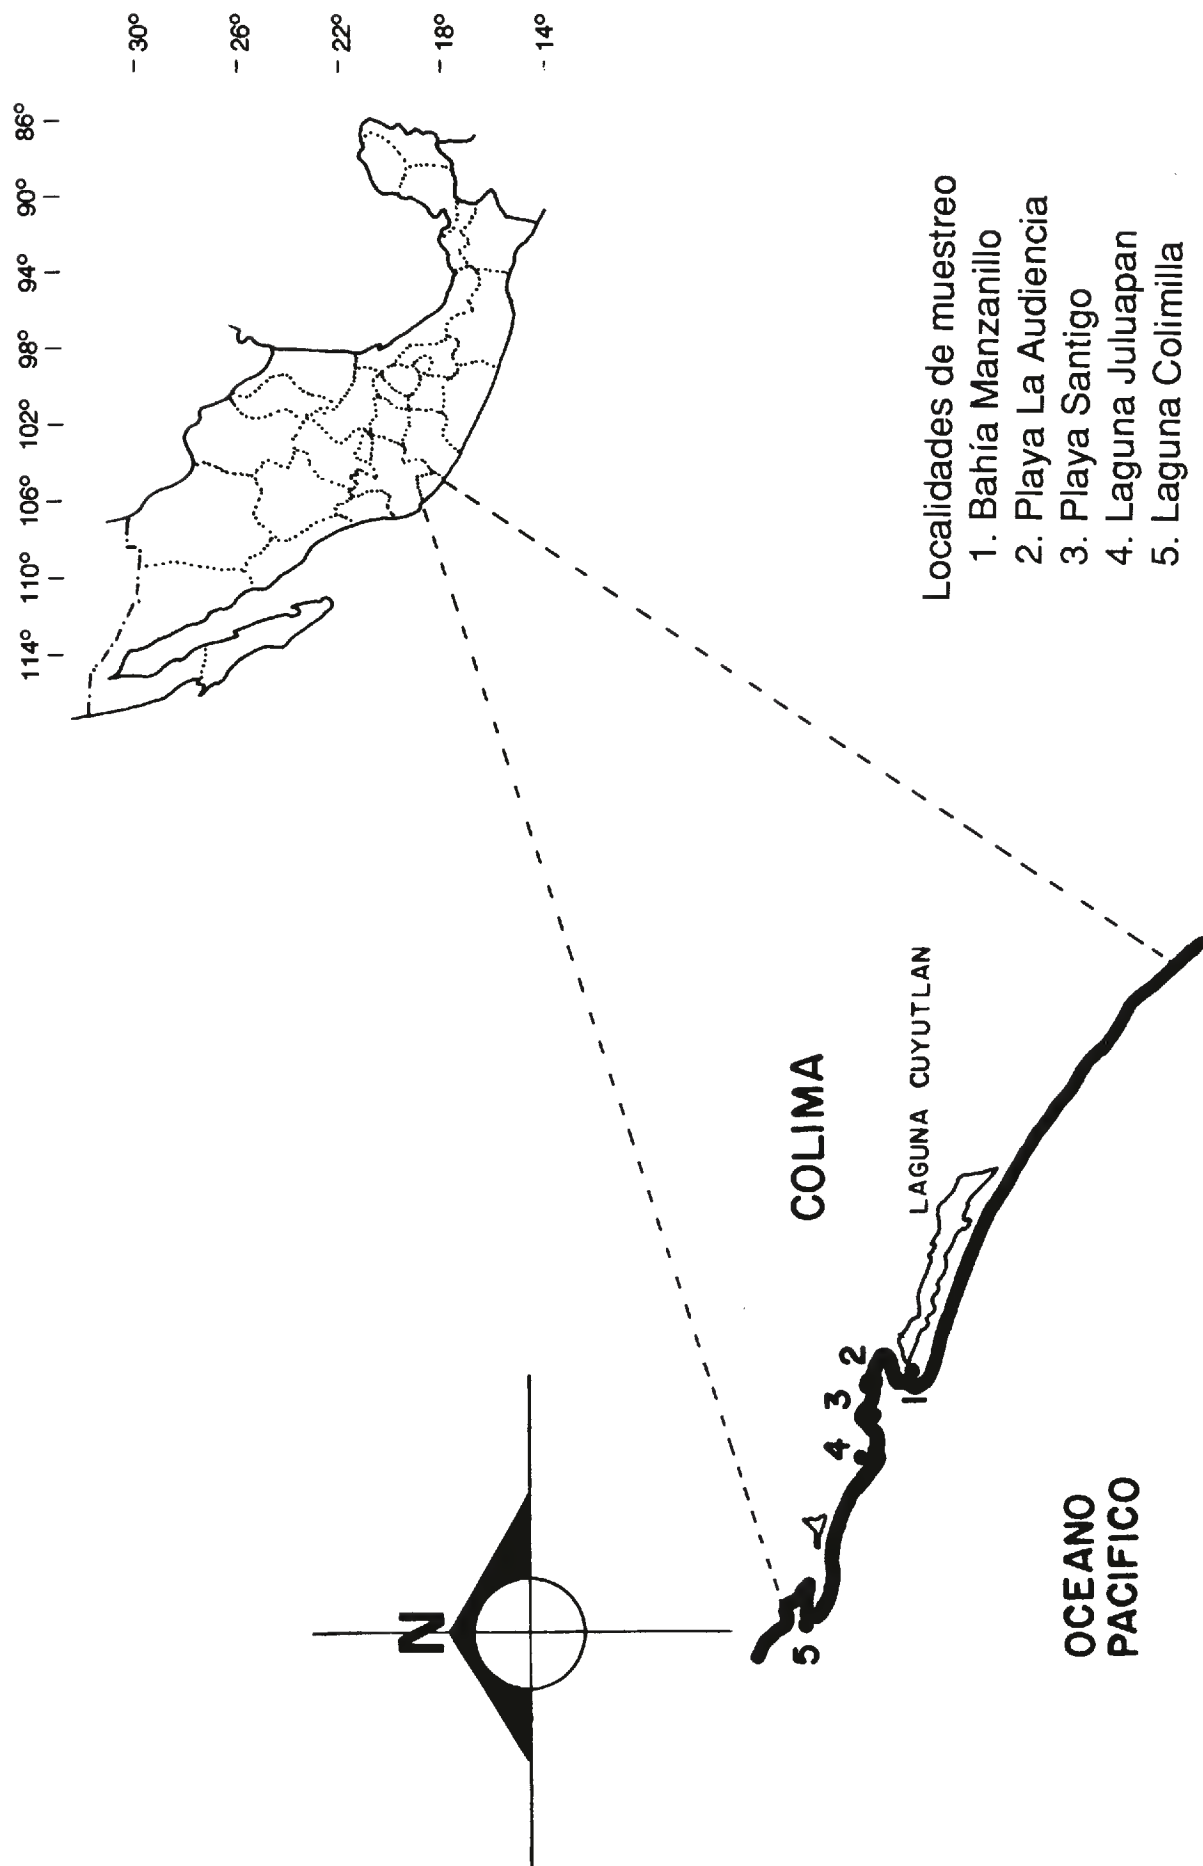 114°
110°
106°
102°
98°
94°
90°
86°
30°
26°
22°
18°
14°
N
COLIMA
LAGUNA CUYUTLAN
5
4
3
2
1
OCEANO
PACIFICO
Localidades de muestreo
1. Bahía Manzanillo
2. Playa La Audiencia
3. Playa Santigo
4. Laguna Juluapan
5. Laguna Colimilla